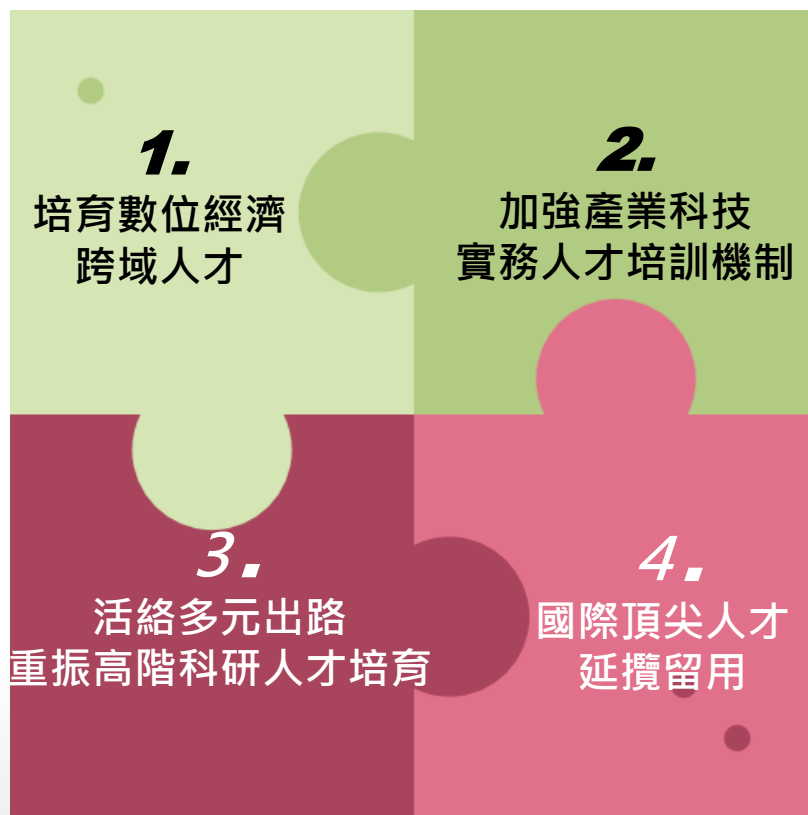 1.
培育數位經濟
跨域人才
2.
加強產業科技
實務人才培訓機制
3.
活絡多元出路
重振高階科研人才培育
4.
國際頂尖人才
延攬留用